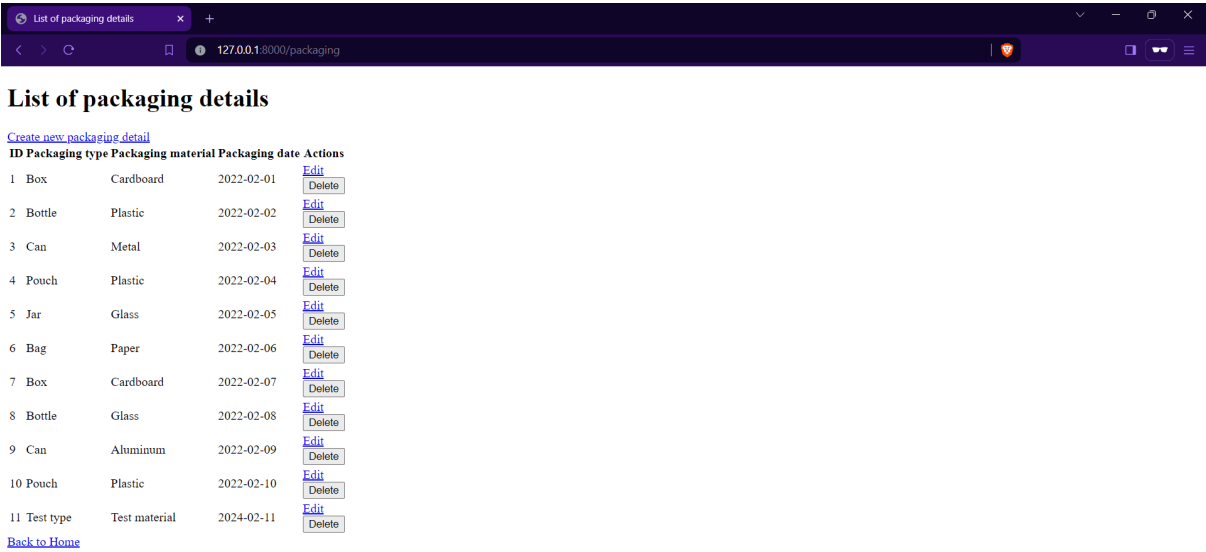 List of packaging details
127.0.0.1:8000/packaging
List of packaging details
Create new packaging detail
ID Packaging type Packaging material Packaging date Actions
1 Box Cardboard 2022-02-01 Edit
Delete
2 Bottle Plastic 2022-02-02 Edit
Delete
3 Can Metal 2022-02-03 Edit
Delete
4 Pouch Plastic 2022-02-04 Edit
Delete
5 Jar Glass 2022-02-05 Edit
Delete
6 Bag Paper 2022-02-06 Edit
Delete
7 Box Cardboard 2022-02-07 Edit
Delete
8 Bottle Glass 2022-02-08 Edit
Delete
9 Can Aluminum 2022-02-09 Edit
Delete
10 Pouch Plastic 2022-02-10 Edit
Delete
11 Test type Test material 2024-02-11 Edit
Delete
Back to Home